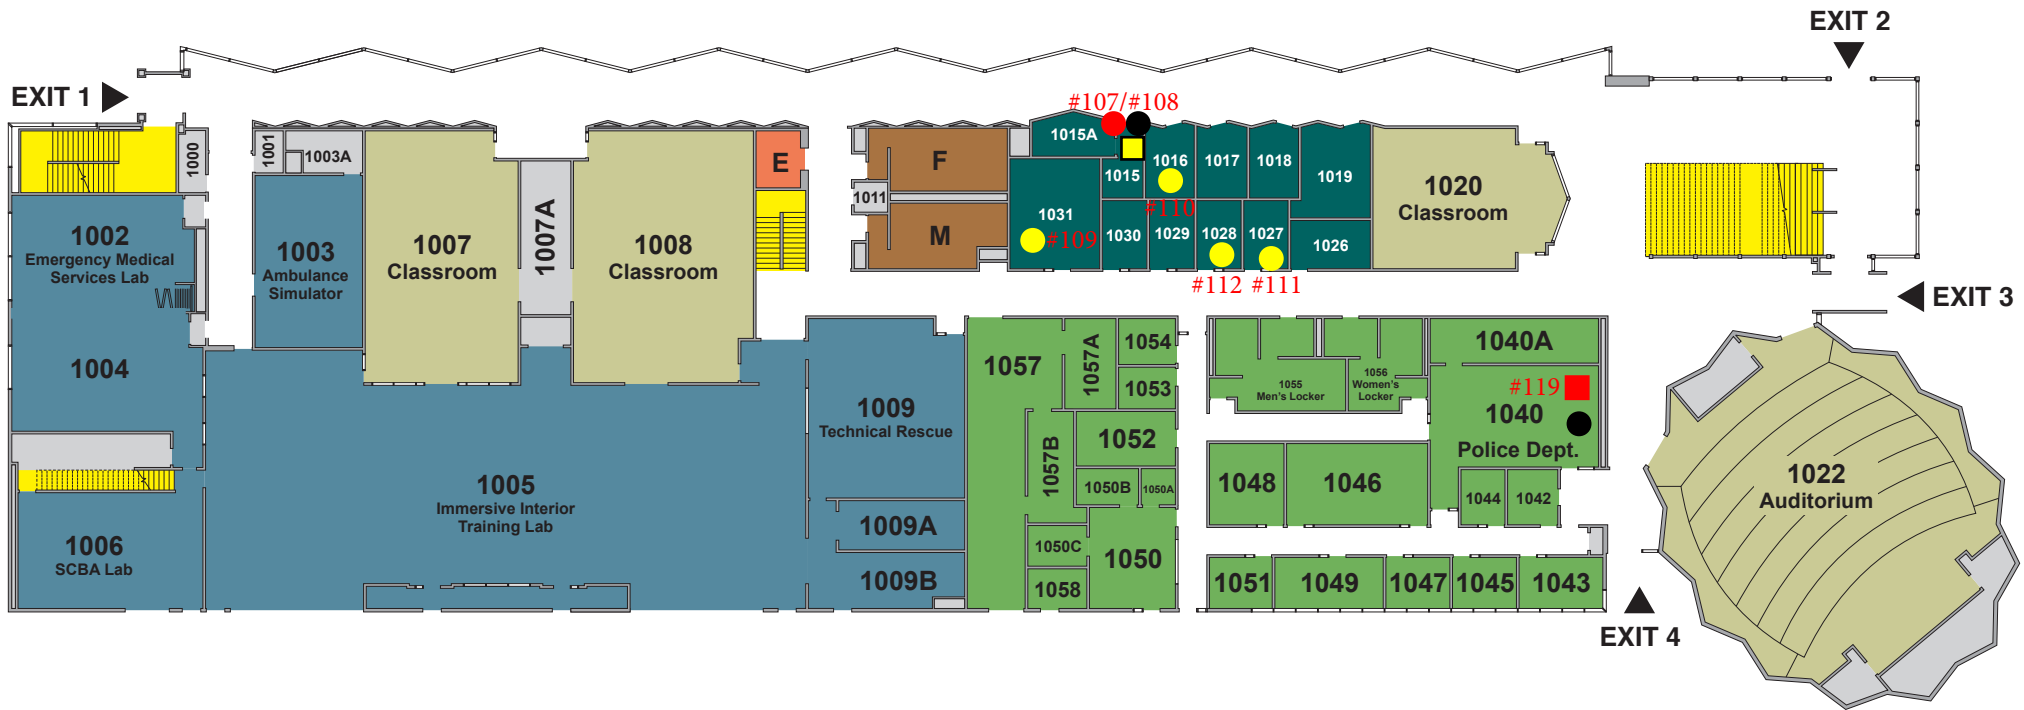 EXIT 2
EXIT 1
#107/#108
1000
1001
1003A
E
F
1011
M
1015A
1015
1016
1017
1018
1019
#110
1031
#109
1030
1029
1028
1027
1026
#112
#111
1020
Classroom
1002
Emergency Medical
Services Lab
1003
Ambulance
Simulator
1007
Classroom
1007A
1008
Classroom
EXIT 3
1004
1009
Technical Rescue
1057
1057A
1054
1053
1052
1057B
1050B
1050A
1055
Men's Locker
1056
Women's
Locker
1040A
#119
1040
Police Dept.
1048
1046
1044
1042
1022
Auditorium
1005
Immersive Interior
Training Lab
1006
SCBA Lab
1009A
1009B
1050C
1050
1058
1051
1049
1047
1045
1043
EXIT 4